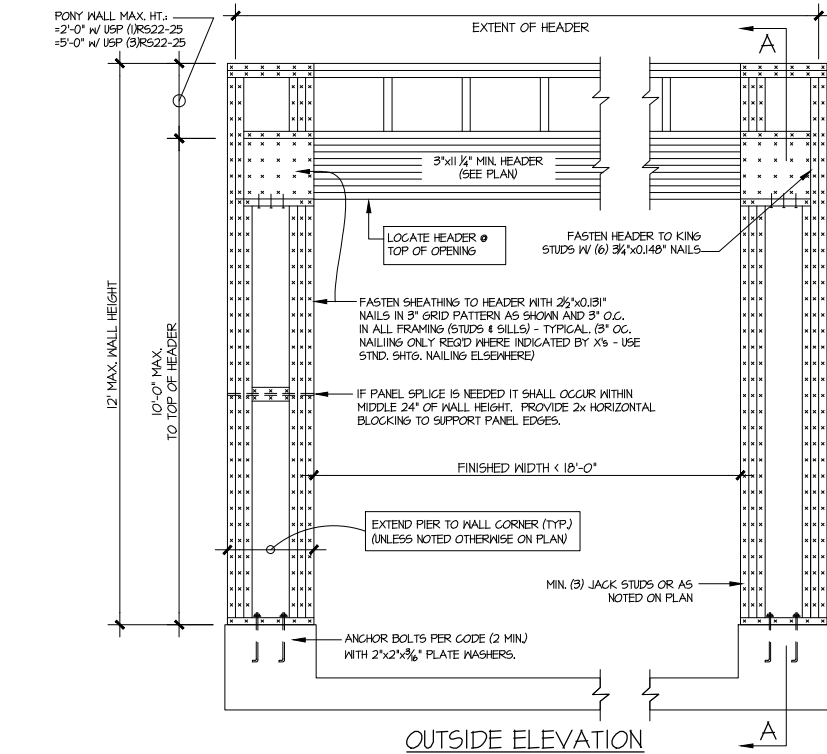 PONY WALL MAX. HT.:
=2'-0" W/ USP (1)RS22-25
=5'-0" W/ USP (3)RS22-25
EXTENT OF HEADER
A
3"x11 1/4" MIN. HEADER
(SEE PLAN)
LOCATE HEADER @
TOP OF OPENING
FASTEN HEADER TO KING
STUDS W/ (6) 3 1/4"x0.148" NAILS
FASTEN SHEATHING TO HEADER WITH 2 1/2"x0.131"
NAILS IN 3" GRID PATTERN AS SHOWN AND 3" O.C.
IN ALL FRAMING (STUDS & SILLS) - TYPICAL. (3" OC.
NAILIING ONLY REQ'D WHERE INDICATED BY X's - USE
STND. SHTG. NAILING ELSEWHERE)
12' MAX. WALL HEIGHT
10'-0" MAX.
TO TOP OF HEADER
IF PANEL SPLICE IS NEEDED IT SHALL OCCUR WITHIN
MIDDLE 24" OF WALL HEIGHT. PROVIDE 2x HORIZONTAL
BLOCKING TO SUPPORT PANEL EDGES.
FINISHED WIDTH < 18'-0"
EXTEND PIER TO WALL CORNER (TYP.)
(UNLESS NOTED OTHERWISE ON PLAN)
MIN. (3) JACK STUDS OR AS
NOTED ON PLAN
ANCHOR BOLTS PER CODE (2 MIN.)
WITH 2"x2"x3/16" PLATE WASHERS.
OUTSIDE ELEVATION
A